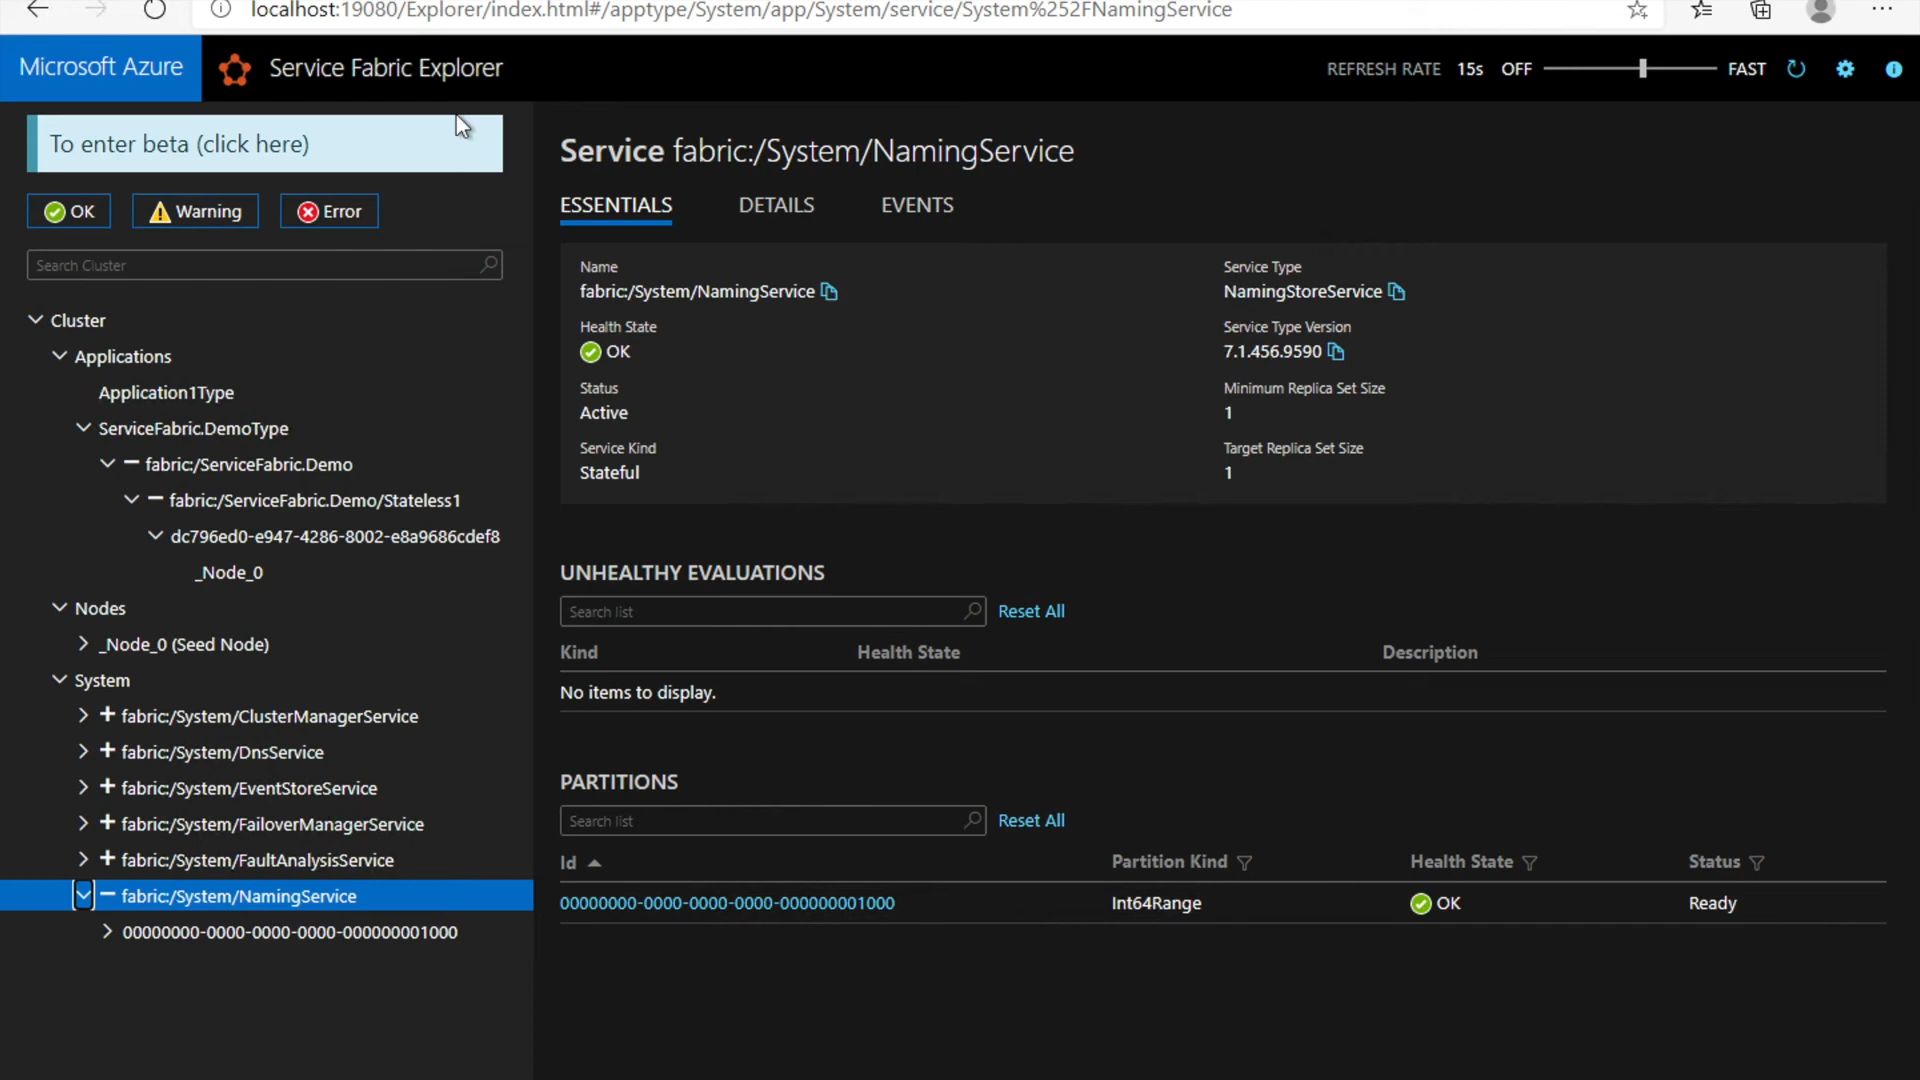 localhost:19080/Explorer/index.html#/apptype/System/app/System/service/System%252FNamingService
Microsoft Azure
Service Fabric Explorer
REFRESH RATE 15s OFF FAST
To enter beta (click here)
OK
Warning
Error
Search Cluster
Cluster
Applications
Application1Type
ServiceFabric.DemoType
fabric:/ServiceFabric.Demo
fabric:/ServiceFabric.Demo/Stateless1
dc796ed0-e947-4286-8002-e8a9686cdef8
_Node_0
Nodes
_Node_0 (Seed Node)
System
fabric:/System/ClusterManagerService
fabric:/System/DnsService
fabric:/System/EventStoreService
fabric:/System/FailoverManagerService
fabric:/System/FaultAnalysisService
fabric:/System/NamingService
00000000-0000-0000-0000-000000001000
Service fabric:/System/NamingService
ESSENTIALS DETAILS EVENTS
Name
fabric:/System/NamingService
Health State
OK
Status
Active
Service Kind
Stateful
Service Type
NamingStoreService
Service Type Version
7.1.456.9590
Minimum Replica Set Size
1
Target Replica Set Size
1
UNHEALTHY EVALUATIONS
Search list Reset All
Kind Health State Description
No items to display.
PARTITIONS
Search list Reset All
Id Partition Kind Health State Status
00000000-0000-0000-0000-000000001000 Int64Range OK Ready